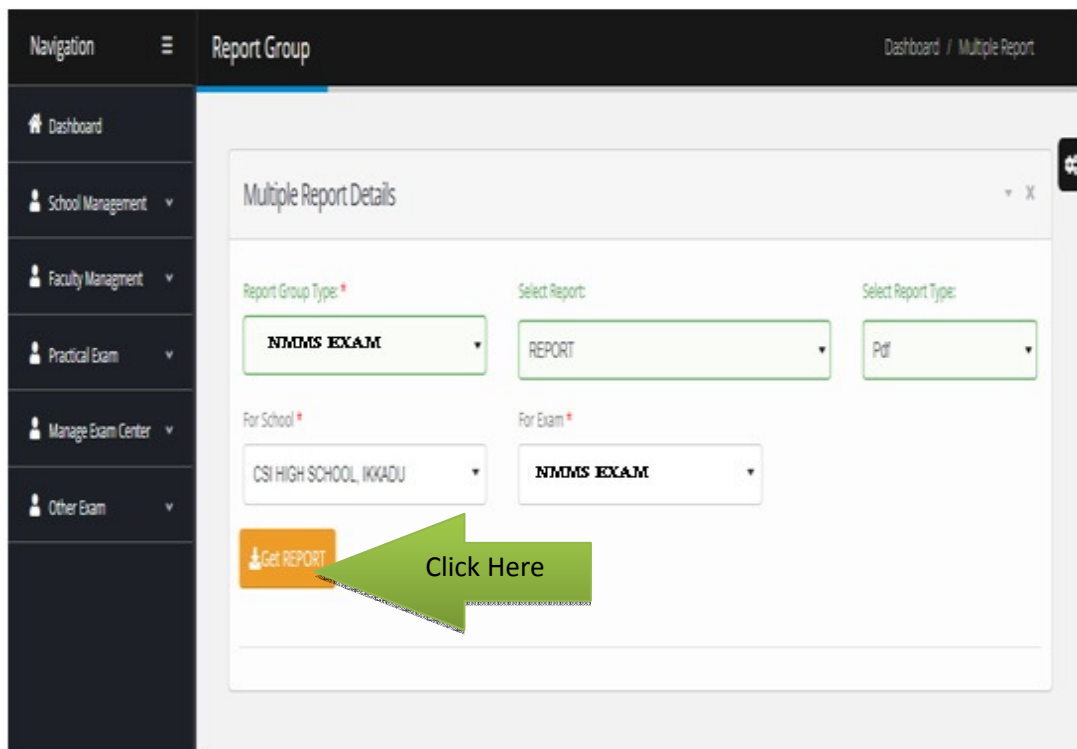 Navigation
Report Group
Dashboard / Multiple Report
Dashboard
School Management
Faculty Managment
Practical Exam
Manage Exam Center
Other Exam
Multiple Report Details
X
Report Group Type: *
Select Report:
Select Report Type:
NMMS EXAM
REPORT
Pdf
For School *
For Exam *
CSI HIGH SCHOOL, IKKADU
NMMS EXAM
Get REPORT
Click Here